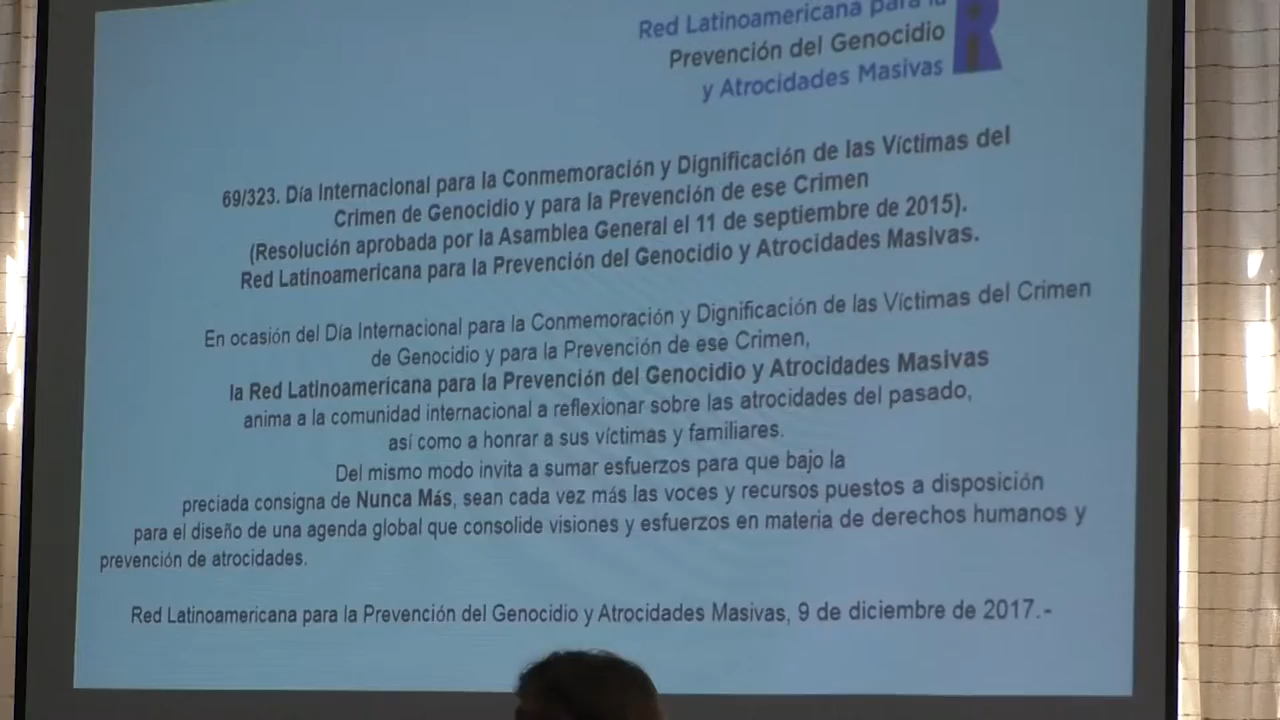 Red Latinoamericana para la
Prevención del Genocidio
y Atrocidades Masivas
69/323. Día Internacional para la Conmemoración y Dignificación de las Víctimas del
Crimen de Genocidio y para la Prevención de ese Crimen
(Resolución aprobada por la Asamblea General el 11 de septiembre de 2015).
Red Latinoamericana para la Prevención del Genocidio y Atrocidades Masivas.
En ocasión del Día Internacional para la Conmemoración y Dignificación de las Víctimas del Crimen
de Genocidio y para la Prevención de ese Crimen,
la Red Latinoamericana para la Prevención del Genocidio y Atrocidades Masivas
anima a la comunidad internacional a reflexionar sobre las atrocidades del pasado,
así como a honrar a sus víctimas y familiares.
Del mismo modo invita a sumar esfuerzos para que bajo la
preciada consigna de Nunca Más, sean cada vez más las voces y recursos puestos a disposición
para el diseño de una agenda global que consolide visiones y esfuerzos en materia de derechos humanos y
prevención de atrocidades.
Red Latinoamericana para la Prevención del Genocidio y Atrocidades Masivas, 9 de diciembre de 2017.-